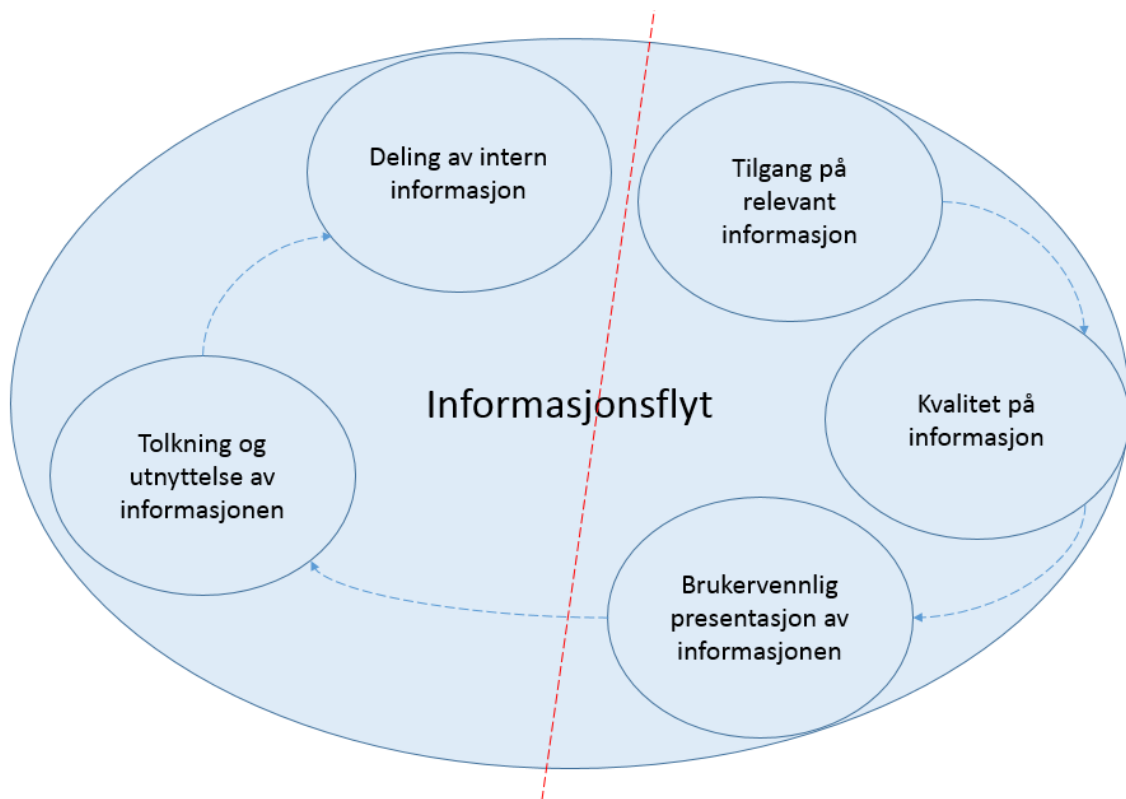 Deling av intern
informasjon
Tilgang på
relevant
informasjon
Informasjonsflyt
Kvalitet på
informasjon
Tolkning og
utnyttelse av
informasjonen
Brukervennlig
presentasjon av
informasjonen